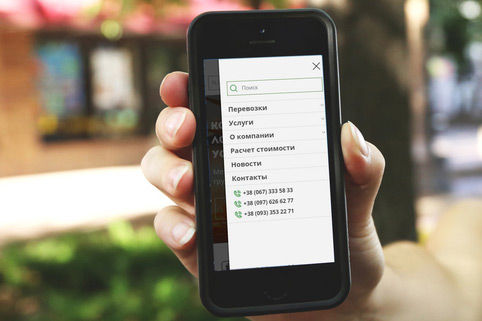 Поиск
Перевозки
Услуги
О компании
Расчет стоимости
Новости
Контакты
+38 (067) 333 58 33
+38 (097) 626 62 77
+38 (093) 353 22 71